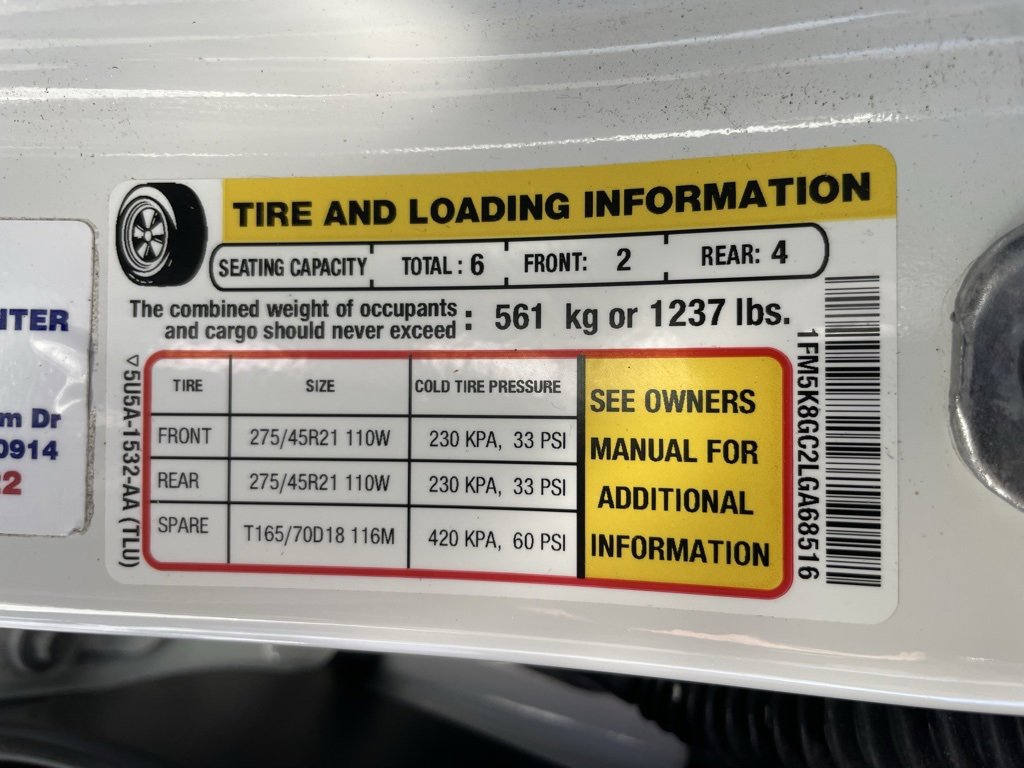 TIRE AND LOADING INFORMATION
SEATING CAPACITY TOTAL : 6 FRONT: 2 REAR: 4
The combined weight of occupants
and cargo should never exceed : 561 kg or 1237 lbs.
TIRE SIZE COLD TIRE PRESSURE
FRONT 275/45R21 110W 230 KPA, 33 PSI
REAR 275/45R21 110W 230 KPA, 33 PSI
SPARE T165/70D18 116M 420 KPA, 60 PSI
SEE OWNERS
MANUAL FOR
ADDITIONAL
INFORMATION
5U5A-1532-AA (TLU)
1FM5K8GC2LGA68516
NTER
m Dr
0914
2